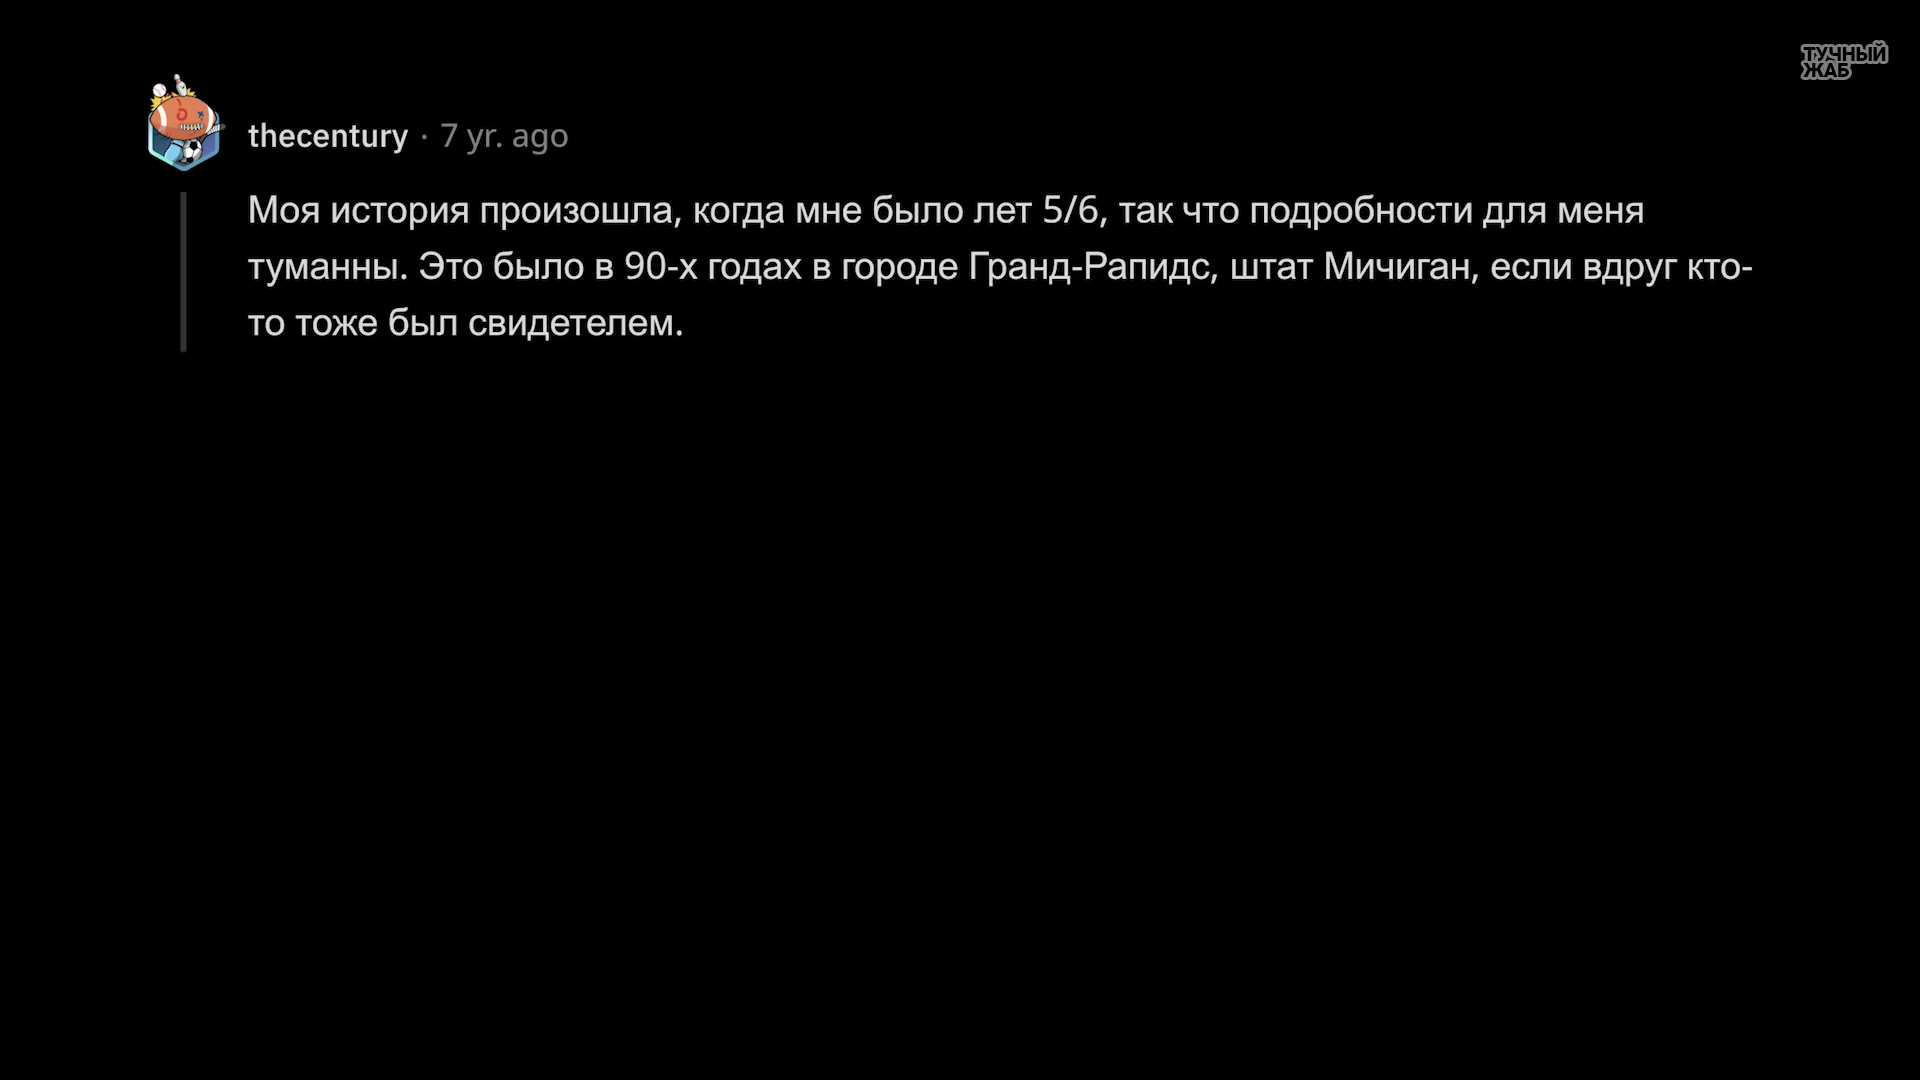 ТУЧНЫЙ
ЖАБ
thecentury · 7 yr. ago
Моя история произошла, когда мне было лет 5/6, так что подробности для меня
туманны. Это было в 90-х годах в городе Гранд-Рапидс, штат Мичиган, если вдруг кто-
то тоже был свидетелем.